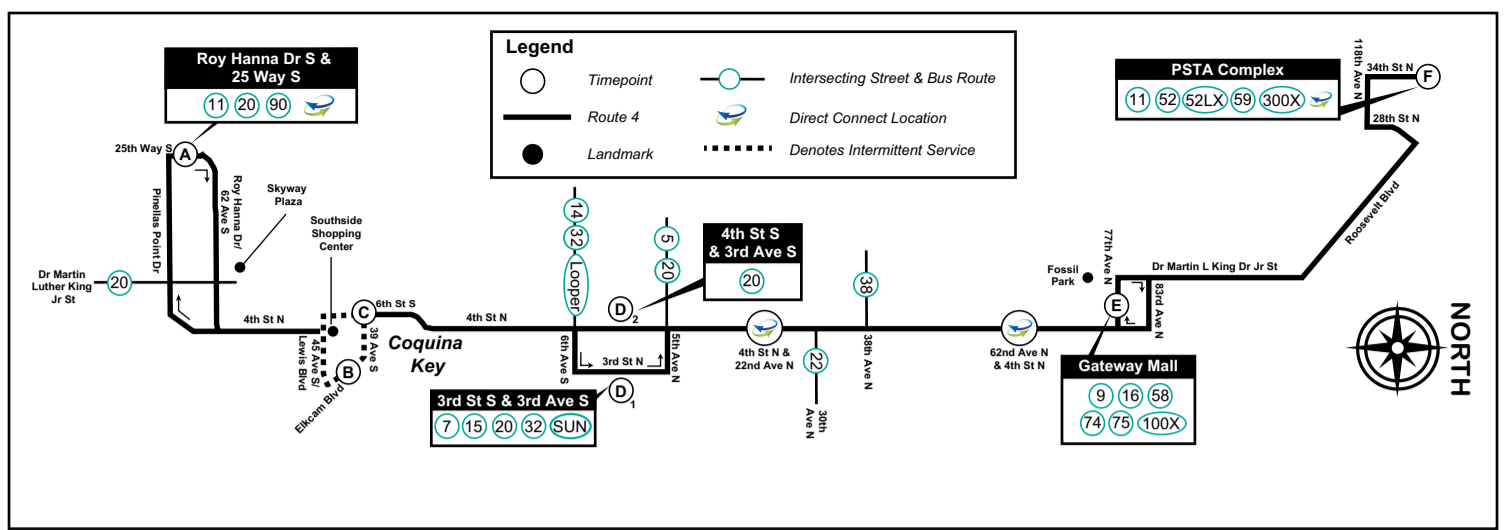 Roy Hanna Dr S &
25 Way S
11 20 90
25th Way S
A
Pinellas Point Dr
Roy Hanna Dr/
62 Ave S
Skyway
Plaza
Southside
Shopping
Center
Dr Martin
Luther King
Jr St
20
4th St N
45 Ave S/
Lewis Blvd
Elkcam Blvd
B
39 Ave S
C
6th St S
Coquina
Key
4th St N
Legend
Timepoint
Route 4
Landmark
Intersecting Street & Bus Route
Direct Connect Location
Denotes Intermittent Service
14
32
Looper
6th Ave S
3rd St N
5
20
5th Ave N
D2
4th St S
& 3rd Ave S
20
D1
3rd St S & 3rd Ave S
7 15 20 32 SUN
4th St N &
22nd Ave N
22
30th
Ave N
38
38th Ave N
62nd Ave N
& 4th St N
Fossil
Park
77th Ave N
E
83rd Ave N
Gateway Mall
9 16 58
74 75 100X
Dr Martin L King Dr Jr St
Roosevelt Blvd
28th St N
118th Ave N
34th St N
F
PSTA Complex
11 52 52LX 59 300X
NORTH